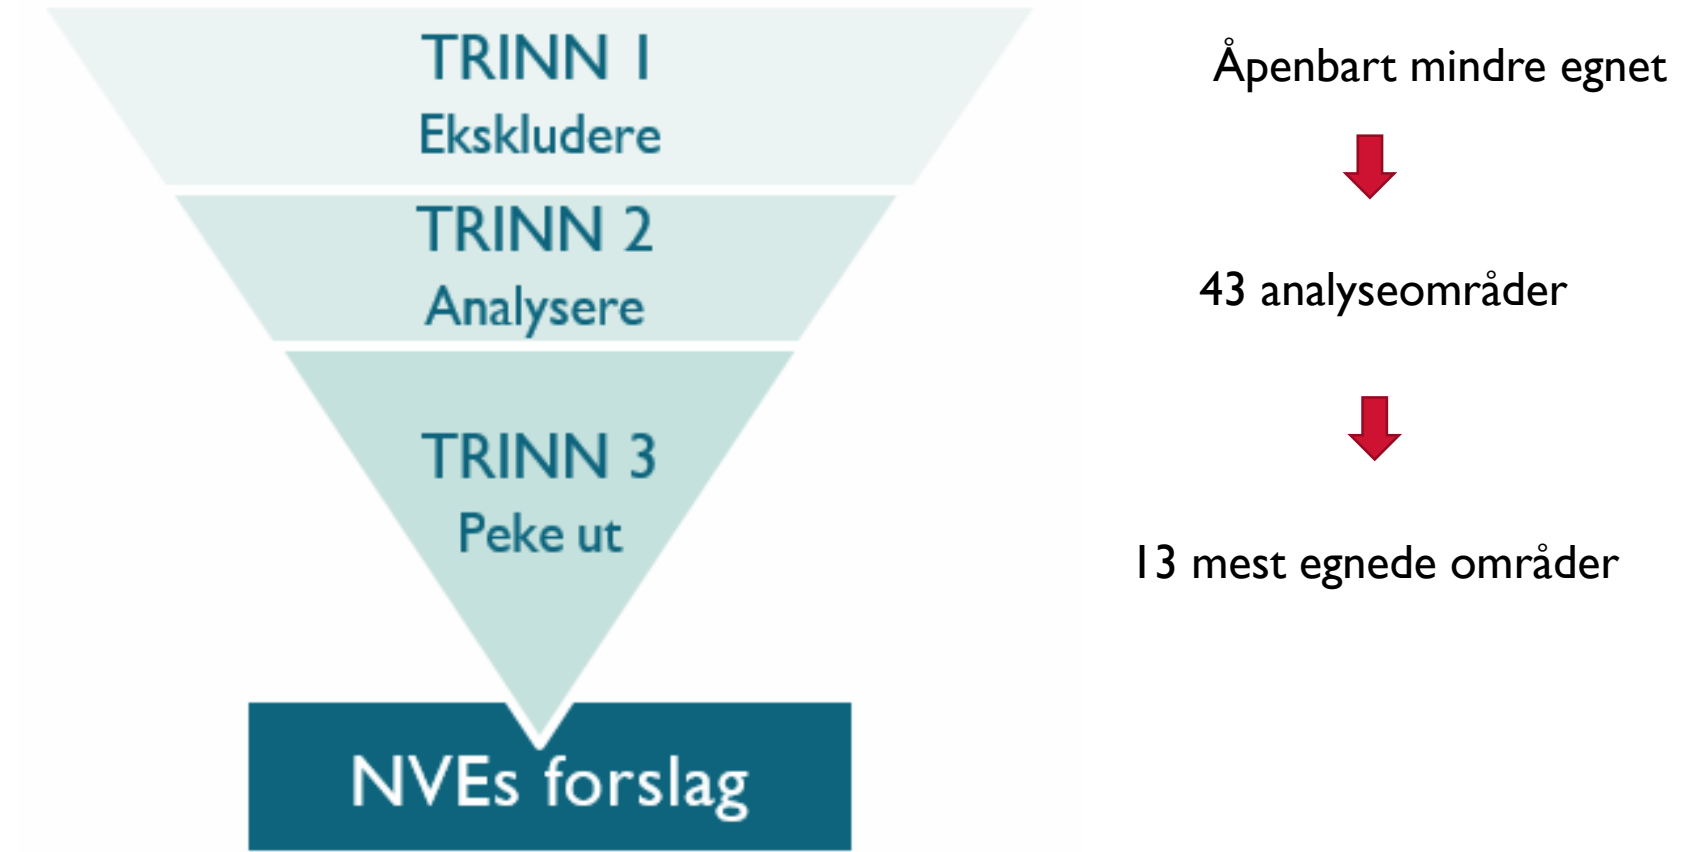 TRINN 1
Ekskludere
Åpenbart mindre egnet
TRINN 2
Analysere
43 analyseområder
TRINN 3
Peke ut
13 mest egnede områder
NVEs forslag